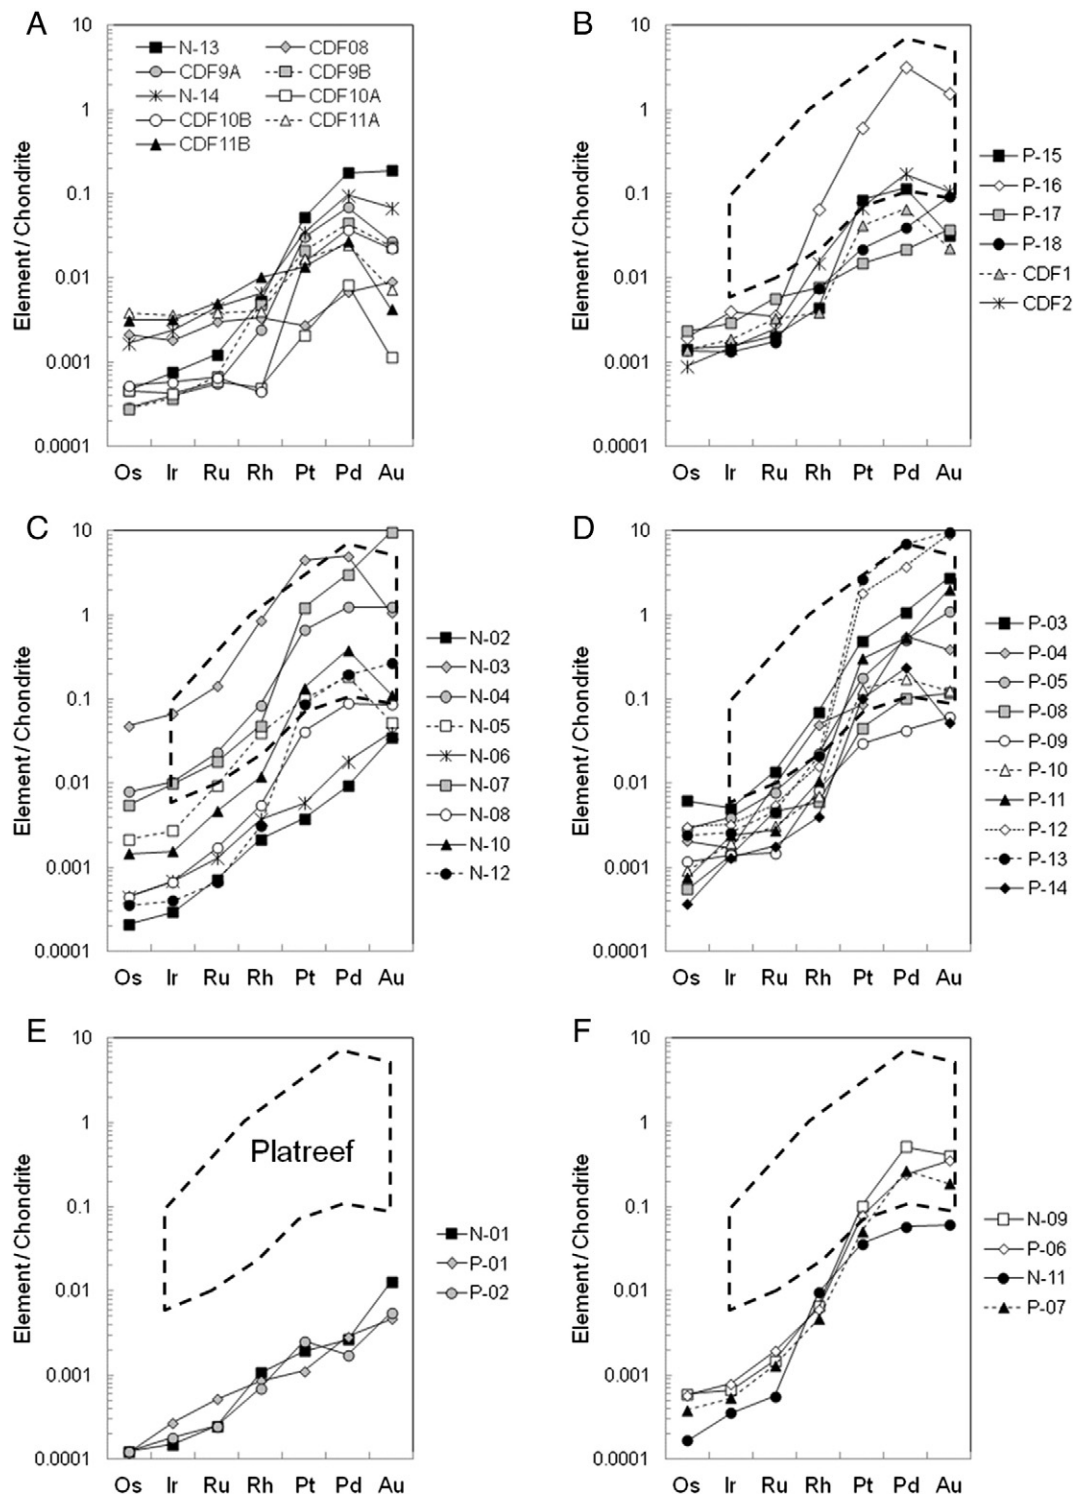 A
10
1
0.1
0.01
0.001
0.0001
Element / Chondrite
N-13
CDF08
CDF9A
CDF9B
N-14
CDF10A
CDF10B
CDF11A
CDF11B
Os Ir Ru Rh Pt Pd Au
B
10
1
0.1
0.01
0.001
0.0001
Element / Chondrite
P-15
P-16
P-17
P-18
CDF1
CDF2
Os Ir Ru Rh Pt Pd Au
C
10
1
0.1
0.01
0.001
0.0001
Element / Chondrite
N-02
N-03
N-04
N-05
N-06
N-07
N-08
N-10
N-12
Os Ir Ru Rh Pt Pd Au
D
10
1
0.1
0.01
0.001
0.0001
Element / Chondrite
P-03
P-04
P-05
P-08
P-09
P-10
P-11
P-12
P-13
P-14
Os Ir Ru Rh Pt Pd Au
E
10
1
0.1
0.01
0.001
0.0001
Element / Chondrite
Platreef
N-01
P-01
P-02
Os Ir Ru Rh Pt Pd Au
F
10
1
0.1
0.01
0.001
0.0001
Element / Chondrite
N-09
P-06
N-11
P-07
Os Ir Ru Rh Pt Pd Au